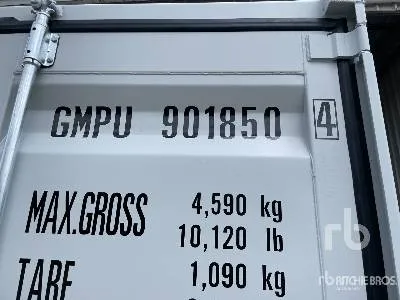 GMPU 901850 4
MAX.GROSS 4,590 kg
10,120 lb
TARE 1,090 kg
rb
RITCHIE BROS.